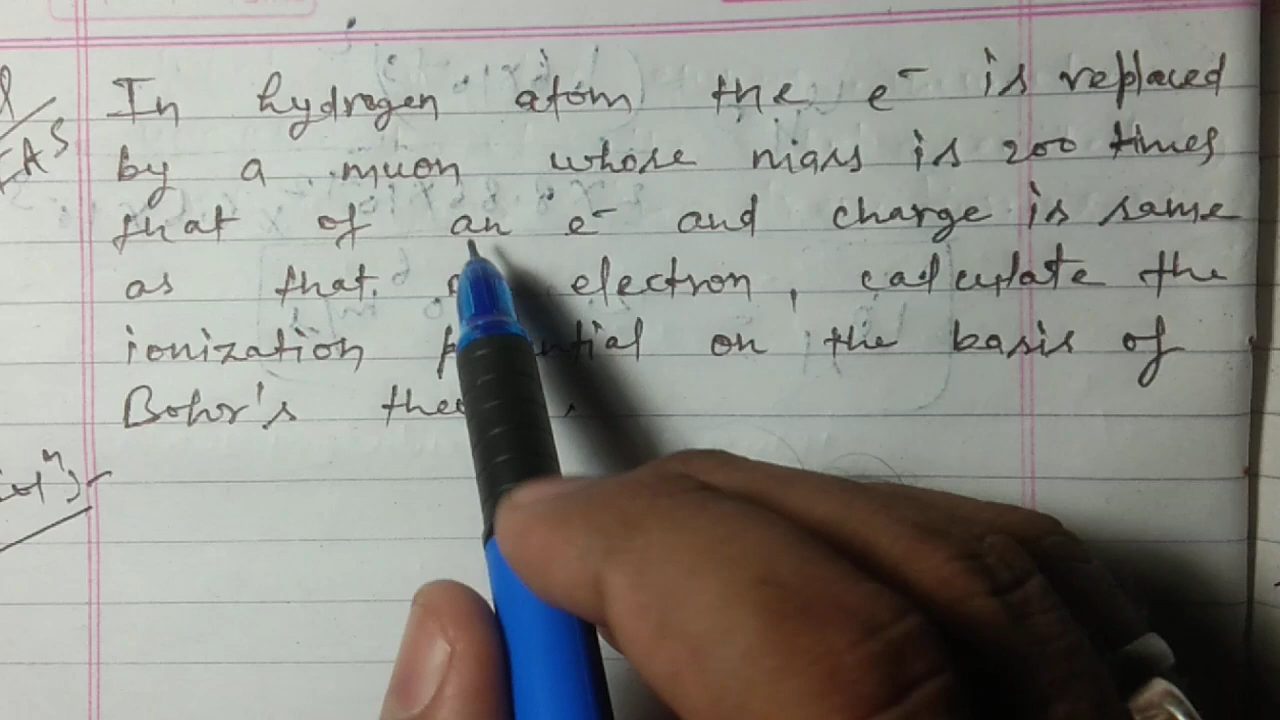 In hydrogen atom the e⁻ is replaced
by a muon whose mass is 200 times
that of an e⁻ and charge is same
as that electron, calculate the
ionization on the basis of
Bohr's